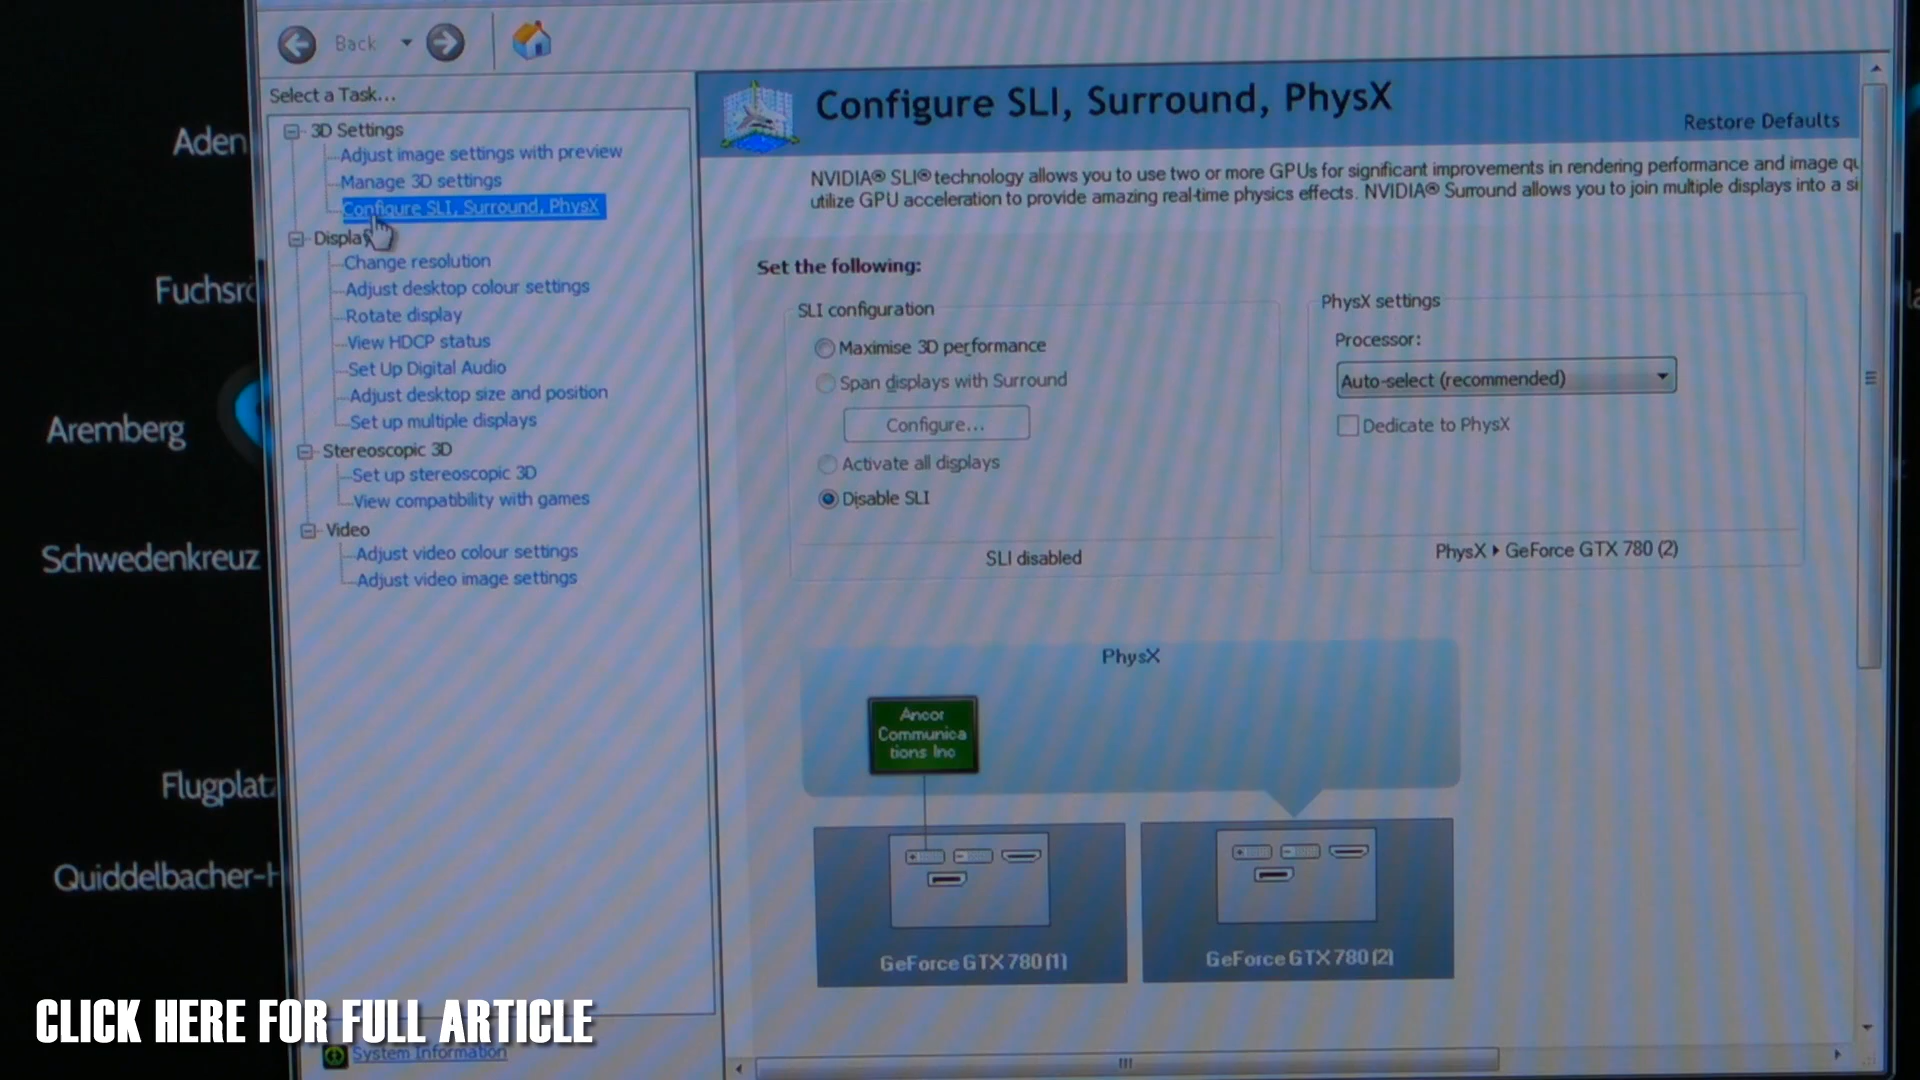 Back
Select a Task...
3D Settings
Adjust image settings with preview
Manage 3D settings
Configure SLI, Surround, PhysX
Display
Change resolution
Adjust desktop colour settings
Rotate display
View HDCP status
Set Up Digital Audio
Adjust desktop size and position
Set up multiple displays
Stereoscopic 3D
Set up stereoscopic 3D
View compatibility with games
Video
Adjust video colour settings
Adjust video image settings
System Information
Configure SLI, Surround, PhysX
Restore Defaults
NVIDIA® SLI® technology allows you to use two or more GPUs for significant improvements in rendering performance and image qu
utilize GPU acceleration to provide amazing real-time physics effects. NVIDIA® Surround allows you to join multiple displays into a si
Set the following:
SLI configuration
Maximise 3D performance
Span displays with Surround
Configure...
Activate all displays
Disable SLI
SLI disabled
PhysX settings
Processor:
Auto-select (recommended)
Dedicate to PhysX
PhysX ▸ GeForce GTX 780 (2)
PhysX
Ancor
Communica
tions Inc
GeForce GTX 780 (1)
GeForce GTX 780 (2)
Aden
Fuchsrö
Aremberg
Schwedenkreuz
Flugplatz
Quiddelbacher-H
CLICK HERE FOR FULL ARTICLE